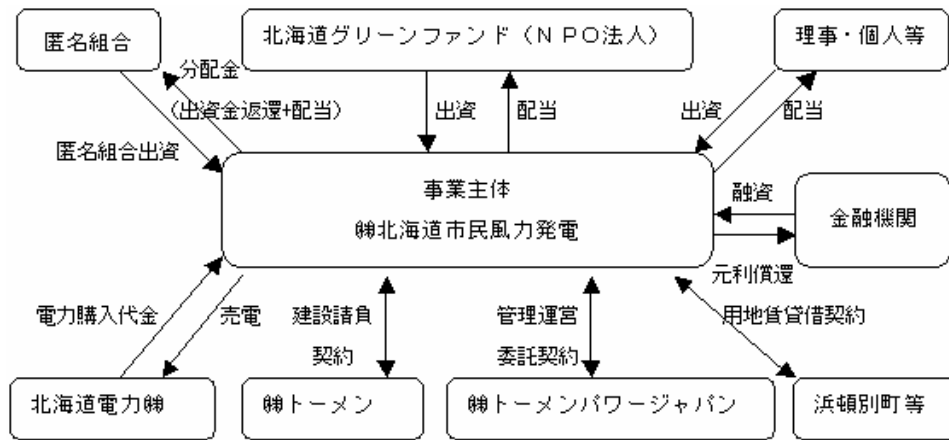 匿名組合
北海道グリーンファンド（ＮＰＯ法人）
理事・個人等
分配金
（出資金返還+配当）
出資
配当
出資
配当
匿名組合出資
事業主体
㈱北海道市民風力発電
融資
金融機関
元利償還
電力購入代金
売電
建設請負
契約
管理運営
委託契約
用地賃貸借契約
北海道電力㈱
㈱トーメン
㈱トーメンパワージャパン
浜頓別町等